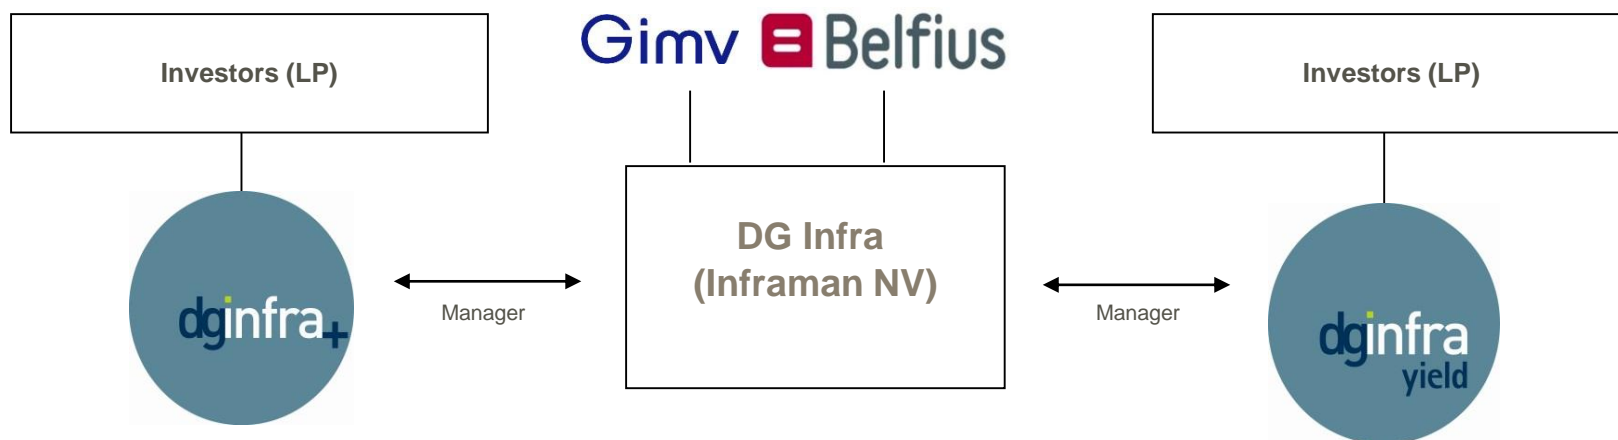 Investors (LP)
Gimv Belfius
Investors (LP)
DG Infra
(Inframan NV)
dginfra+
Manager
Manager
dginfra
yield